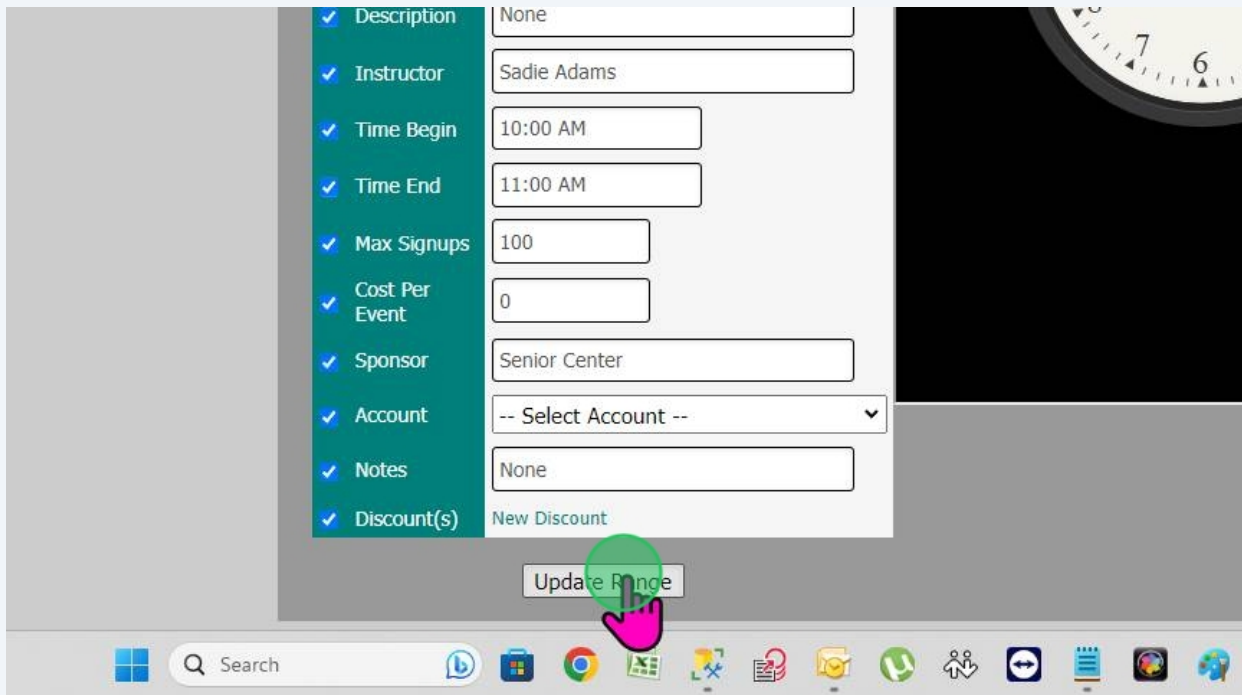 Description None
Instructor Sadie Adams
Time Begin 10:00 AM
Time End 11:00 AM
Max Signups 100
Cost Per
Event 0
Sponsor Senior Center
Account -- Select Account --
Notes None
Discount(s) New Discount
Update Range
7
6
Search